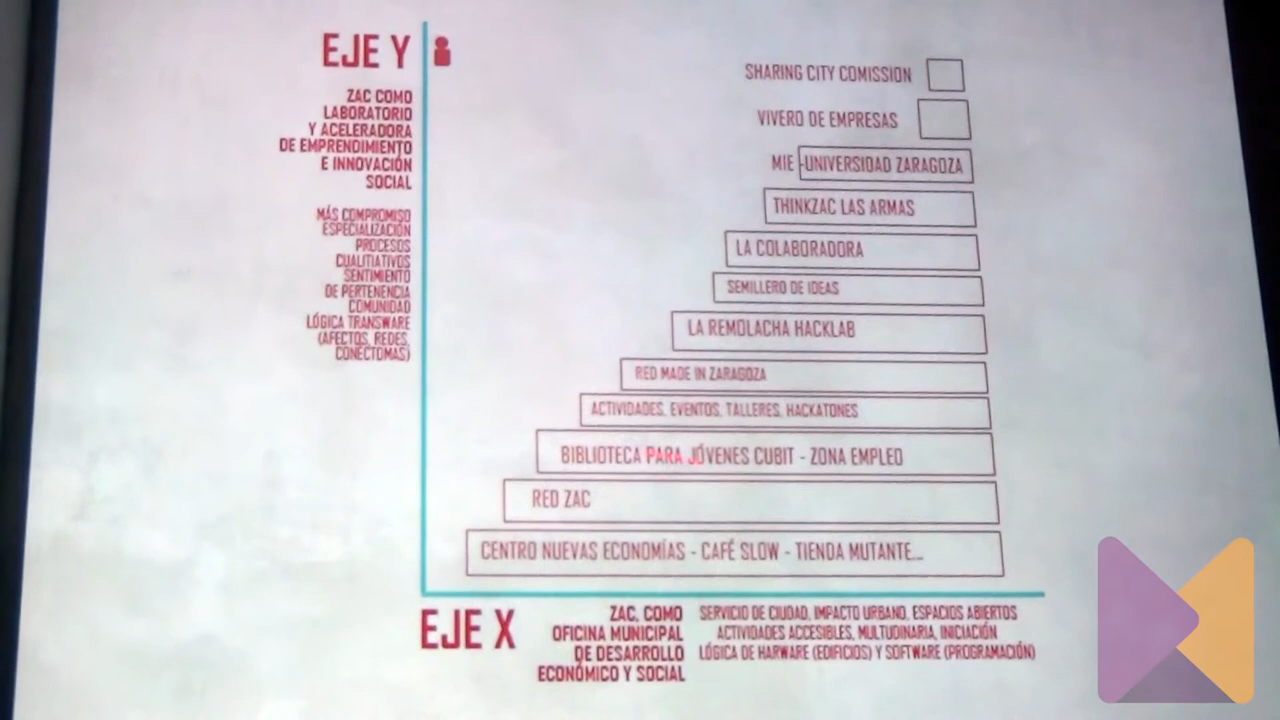 EJE Y
ZAC COMO
LABORATORIO
Y ACELERADORA
DE EMPRENDIMIENTO
E INNOVACIÓN
SOCIAL
MÁS COMPROMISO
ESPECIALIZACIÓN
PROCESOS
CUALITIATIVOS
SENTIMIENTO
DE PERTENENCIA
COMUNIDAD
LÓGICA TRANSWARE
(AFECTOS, REDES,
CONECTOMAS)
SHARING CITY COMISSION
VIVERO DE EMPRESAS
MIE -UNIVERSIDAD ZARAGOZA
THINKZAC LAS ARMAS
LA COLABORADORA
SEMILLERO DE IDEAS
LA REMOLACHA HACKLAB
RED MADE IN ZARAGOZA
ACTIVIDADES, EVENTOS, TALLERES, HACKATONES
BIBLIOTECA PARA JÓVENES CUBIT - ZONA EMPLEO
RED ZAC
CENTRO NUEVAS ECONOMÍAS - CAFÉ SLOW - TIENDA MUTANTE...
EJE X
ZAC, COMO
OFICINA MUNICIPAL
DE DESARROLLO
ECONÓMICO Y SOCIAL
SERVICIO DE CIUDAD, IMPACTO URBANO, ESPACIOS ABIERTOS
ACTIVIDADES ACCESIBLES, MULTUDINARIA, INICIACIÓN
LÓGICA DE HARWARE (EDIFICIOS) Y SOFTWARE (PROGRAMACIÓN)